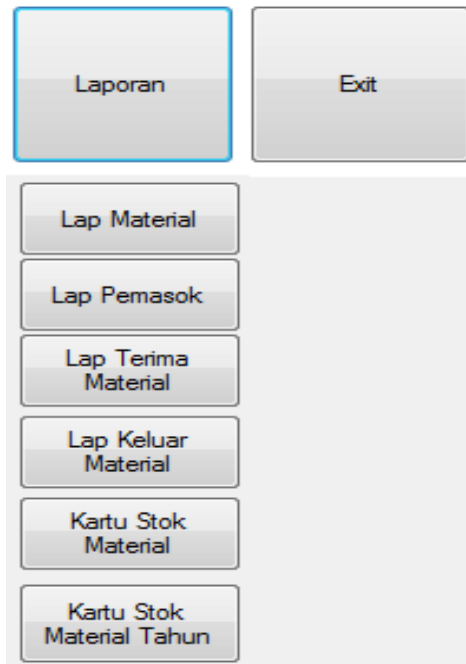 Laporan
Exit
Lap Material
Lap Pemasok
Lap Terima
Material
Lap Keluar
Material
Kartu Stok
Material
Kartu Stok
Material Tahun